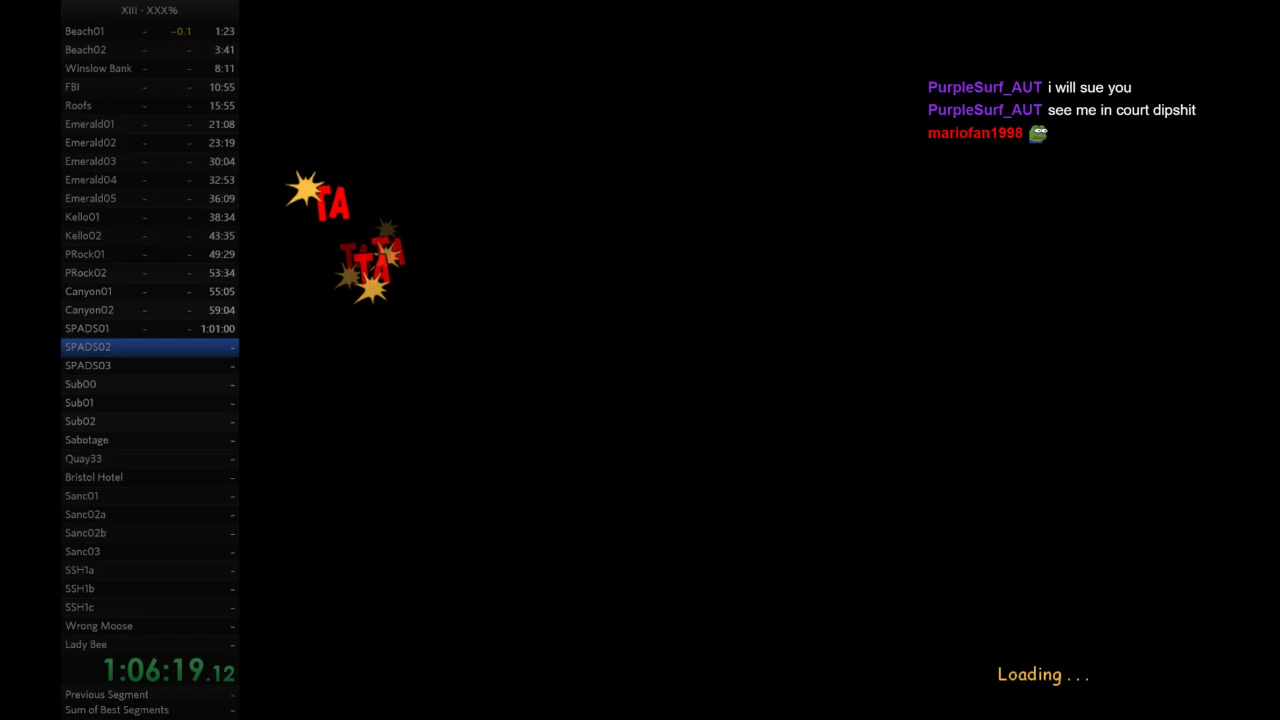 XIII - XXX%
Beach01 - −0.1 1:23
Beach02 - - 3:41
Winslow Bank - - 8:11
FBI - - 10:55
Roofs - - 15:55
Emerald01 - - 21:08
Emerald02 - - 23:19
Emerald03 - - 30:04
Emerald04 - - 32:53
Emerald05 - - 36:09
Kello01 - - 38:34
Kello02 - - 43:35
PRock01 - - 49:29
PRock02 - - 53:34
Canyon01 - - 55:05
Canyon02 - - 59:04
SPADS01 - - 1:01:00
SPADS02 -
SPADS03 -
Sub00 -
Sub01 -
Sub02 -
Sabotage -
Quay33 -
Bristol Hotel -
Sanc01 -
Sanc02a -
Sanc02b -
Sanc03 -
SSH1a -
SSH1b -
SSH1c -
Wrong Moose -
Lady Bee -
1:06:19.12
Previous Segment -
Sum of Best Segments -
TA
TA TA
TA
PurpleSurf_AUT i will sue you
PurpleSurf_AUT see me in court dipshit
mariofan1998
Loading . . .